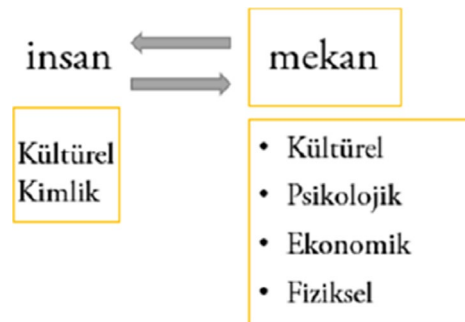 insan
mekan
Kültürel
Kimlik
• Kültürel
• Psikolojik
• Ekonomik
• Fiziksel